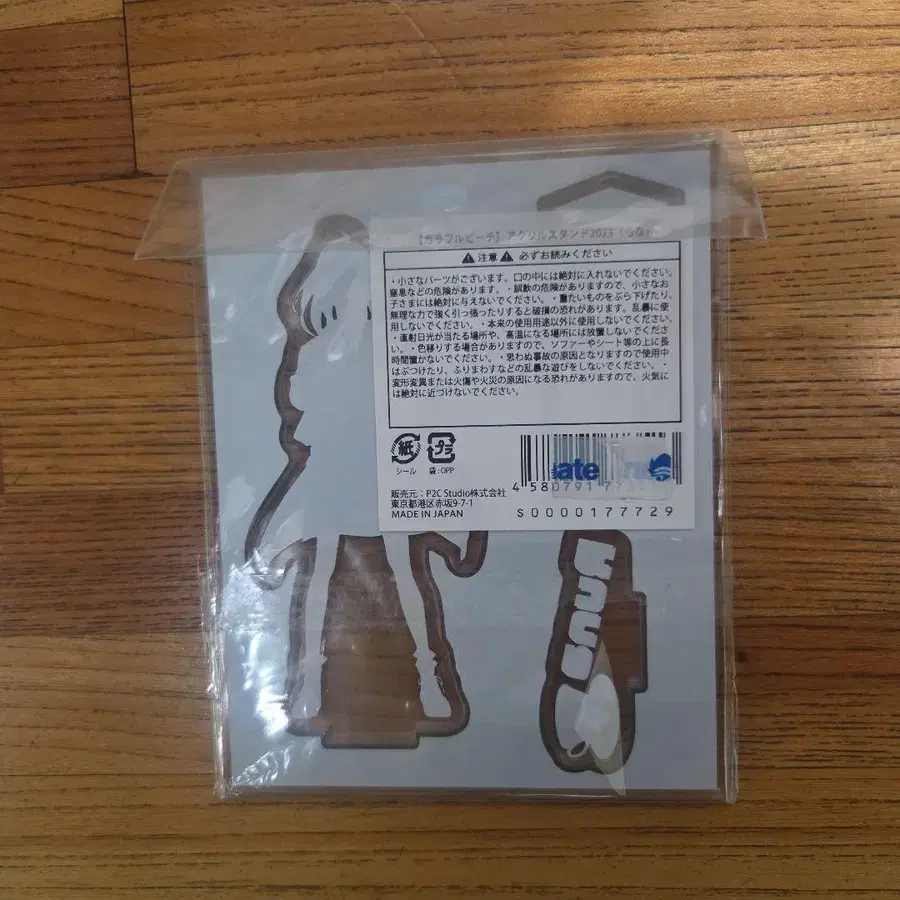 【カラフルピーチ】アクリルスタンド2023（るな）
⚠注意⚠ 必ずお読みください
・小さなパーツがございます。口の中には絶対に入れないでください。
窒息などの危険があります。・誤飲の危険がありますので、小さなお
子さまには絶対に与えないでください。・重たいものをぶら下げたり、
無理な力で強く引っ張ったりすると破損の恐れがあります。乱暴に使
用しないでください。・本来の使用用途以外に使用しないでください。
・直射日光が当たる場所や、高温になる場所には放置しないでくださ
い。・色移りする場合がありますので、ソファーやシート等の上に長
時間置かないでください。・思わぬ事故の原因となりますので使用中
はぶつけたり、ふりまわすなどの乱暴な遊びをしないでください。・
変形変異または火傷や火災の原因になる恐れがありますので、火気に
は絶対に近づけないでください。
紙
プラ
シール
袋:OPP
ate
4 580791 77
販売元：P2C Studio株式会社
東京都港区赤坂9-7-1
MADE IN JAPAN
S0000177729